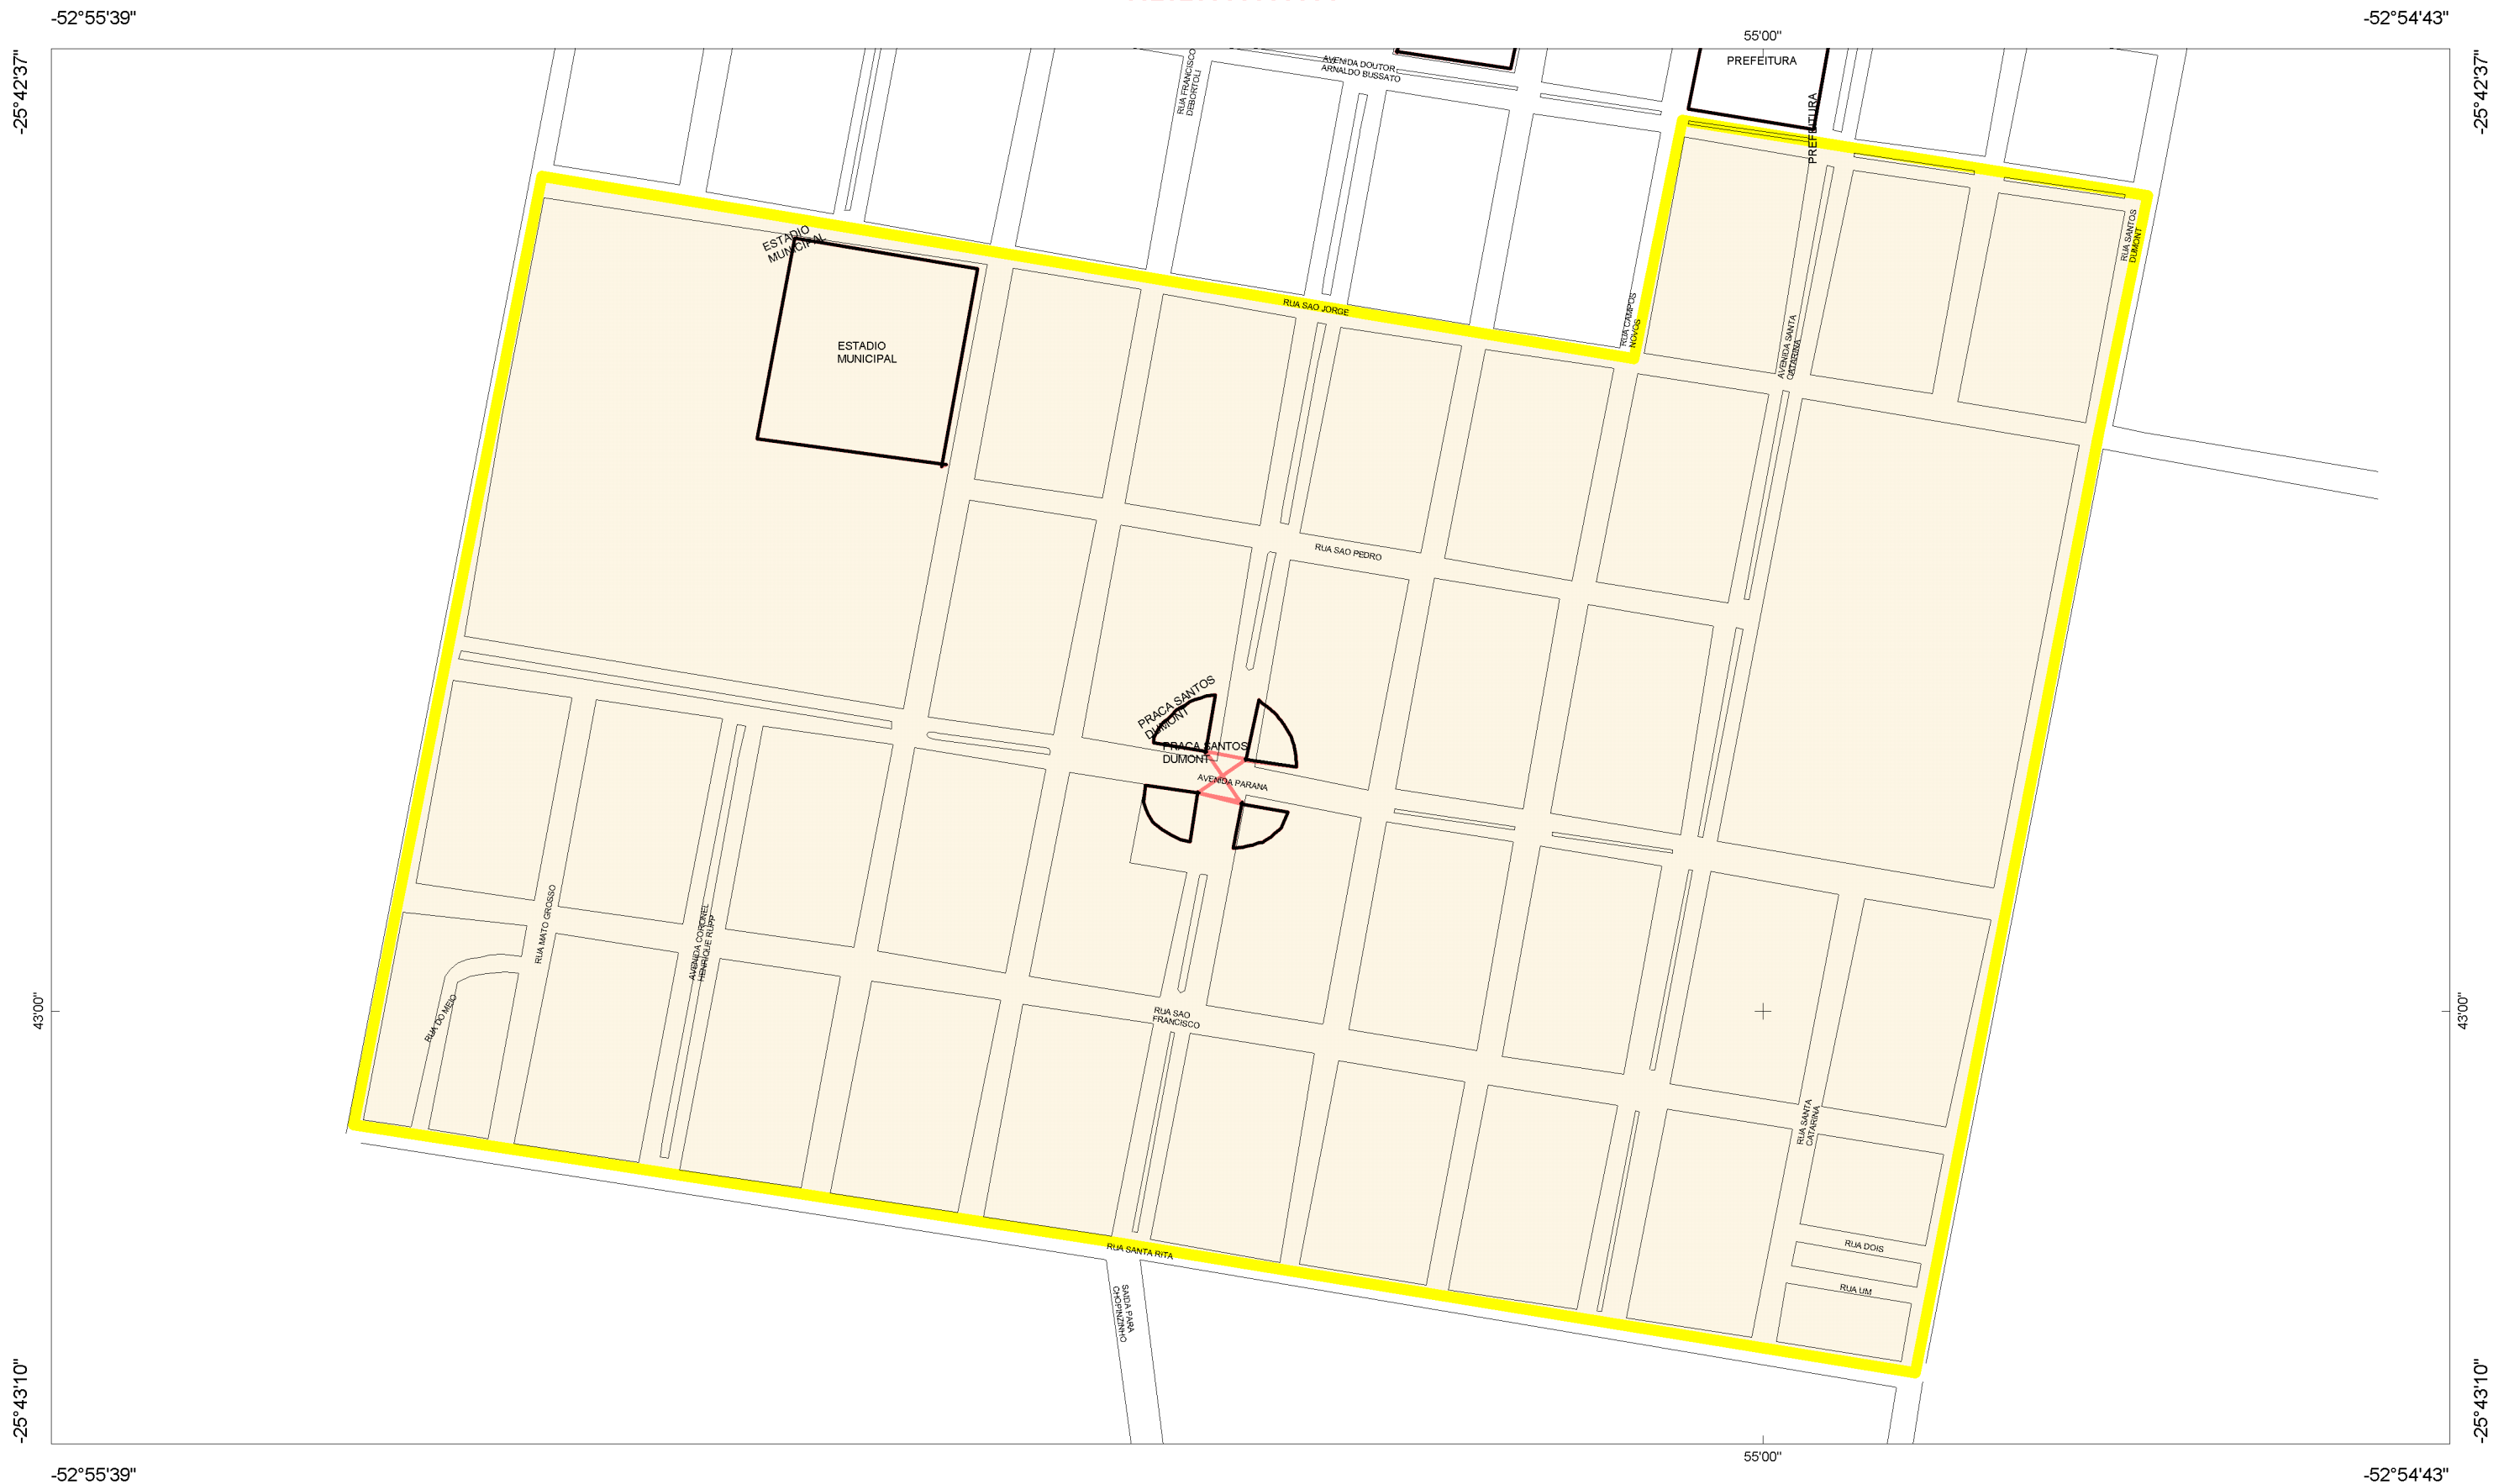 -52°55'39"
-52°54'43"
55'00"
-25°42'37"
-25°42'37"
PREFEITURA
AVENIDA DOUTOR
ARNALDO BUSSATO
RUA FRANCISCO
DEBORTOLI
PREFEITURA
ESTADIO
MUNICIPAL
RUA SANTOS
DUMONT
RUA SAO JORGE
RUA CAMPOS
NOVOS
AVENIDA SANTA
CATARINA
ESTADIO
MUNICIPAL
RUA SAO PEDRO
PRACA SANTOS
DUMONT
PRACA SANTOS
DUMONT
AVENIDA PARANA
RUA MATO GROSSO
AVENIDA CORONEL
HENRIQUE RUPP
43'00"
RUA DO MEIO
RUA SAO
FRANCISCO
43'00"
RUA SANTA
CATARINA
RUA SANTA RITA
RUA DOIS
RUA UM
SAIDA PARA
CHOPINZINHO
-25°43'10"
-25°43'10"
55'00"
-52°55'39"
-52°54'43"